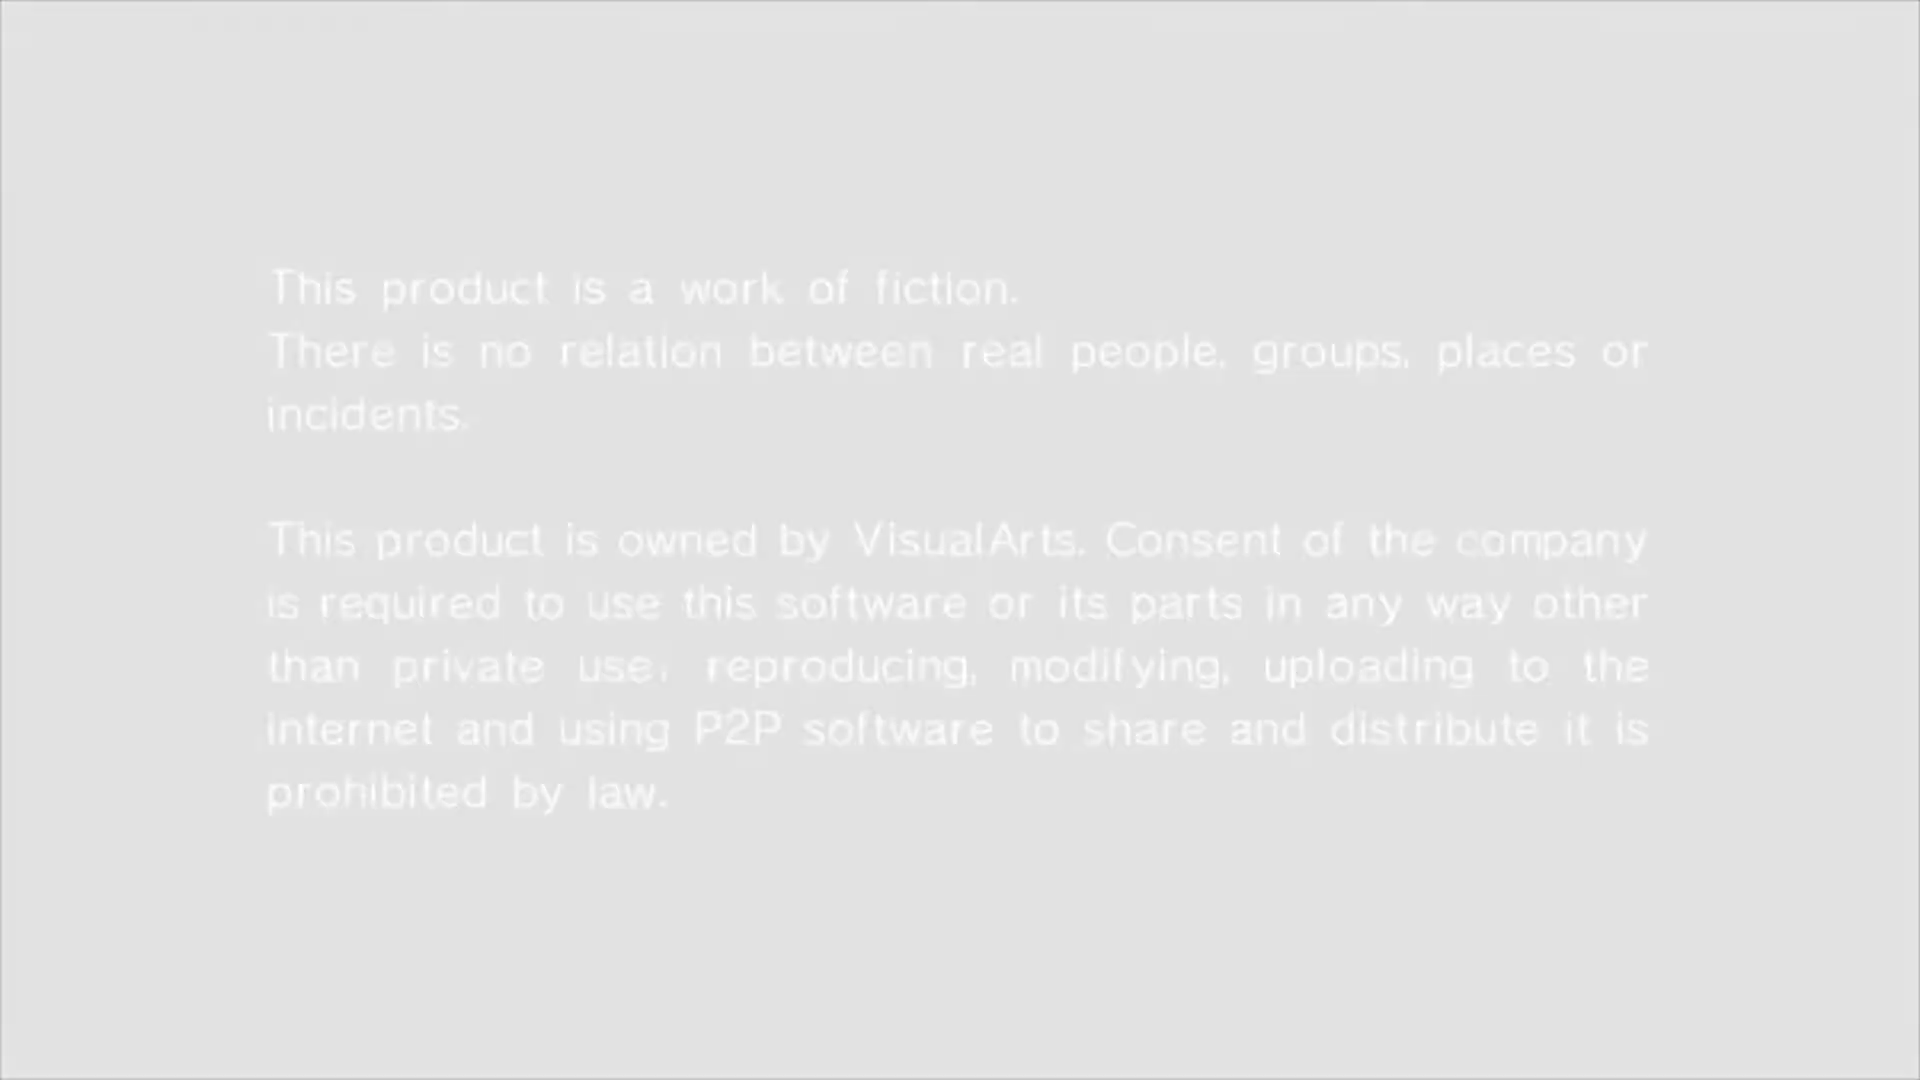 This product is a work of fiction.
There is no relation between real people, groups, places or
incidents.
This product is owned by VisualArts. Consent of the company
is required to use this software or its parts in any way other
than private use, reproducing, modifying, uploading to the
internet and using P2P software to share and distribute it is
prohibited by law.